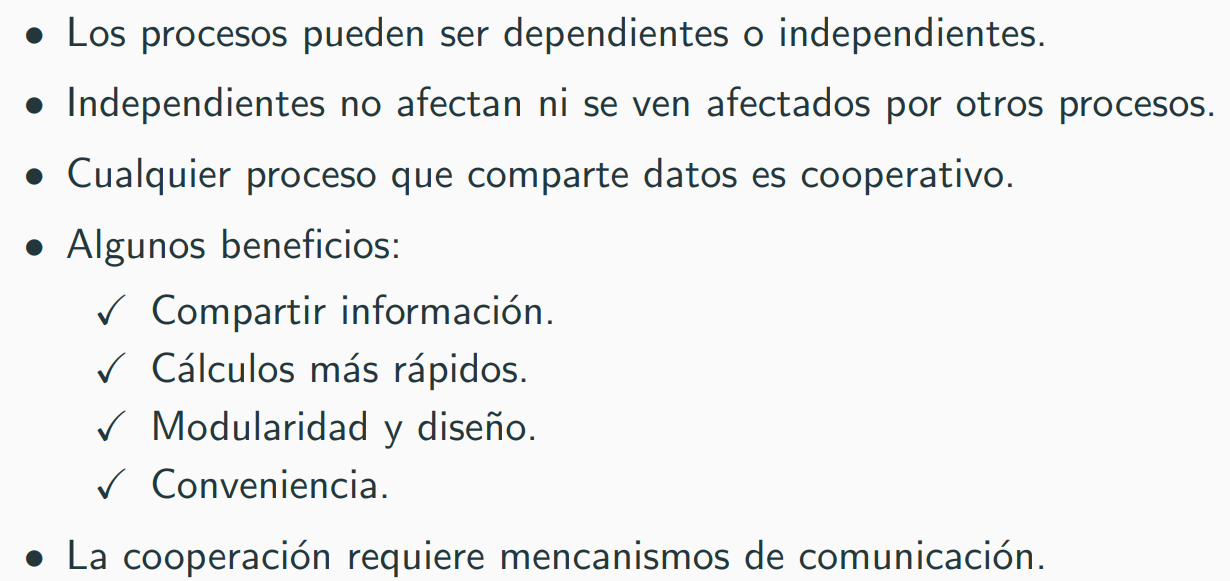 • Los procesos pueden ser dependientes o independientes.
• Independientes no afectan ni se ven afectados por otros procesos.
• Cualquier proceso que comparte datos es cooperativo.
• Algunos beneficios:
✓ Compartir información.
✓ Cálculos más rápidos.
✓ Modularidad y diseño.
✓ Conveniencia.
• La cooperación requiere mencanismos de comunicación.